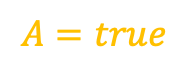 A = true